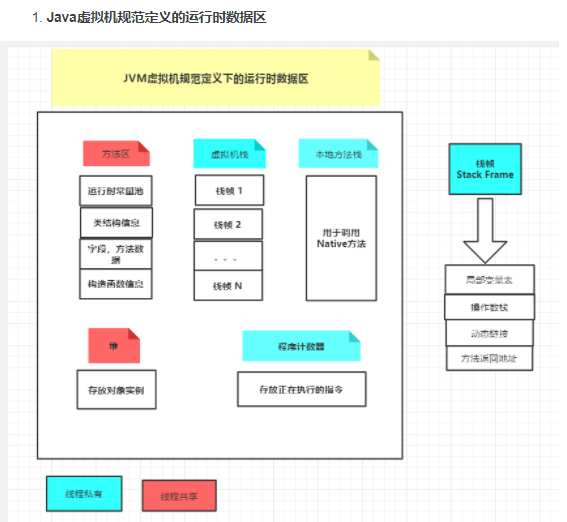 1. Java虚拟机规范定义的运行时数据区
JVM虚拟机规范定义下的运行时数据区
方法区
虚拟机栈
本地方法栈
运行时常量池
类结构信息
字段，方法数
据
构造函数信息
栈帧 1
栈帧 2
. . .
栈帧 N
用于调用
Native方法
栈帧
Stack Frame
局部变量表
操作数栈
动态链接
方法返回地址
堆
存放对象实例
程序计数器
存放正在执行的指令
线程私有
线程共享